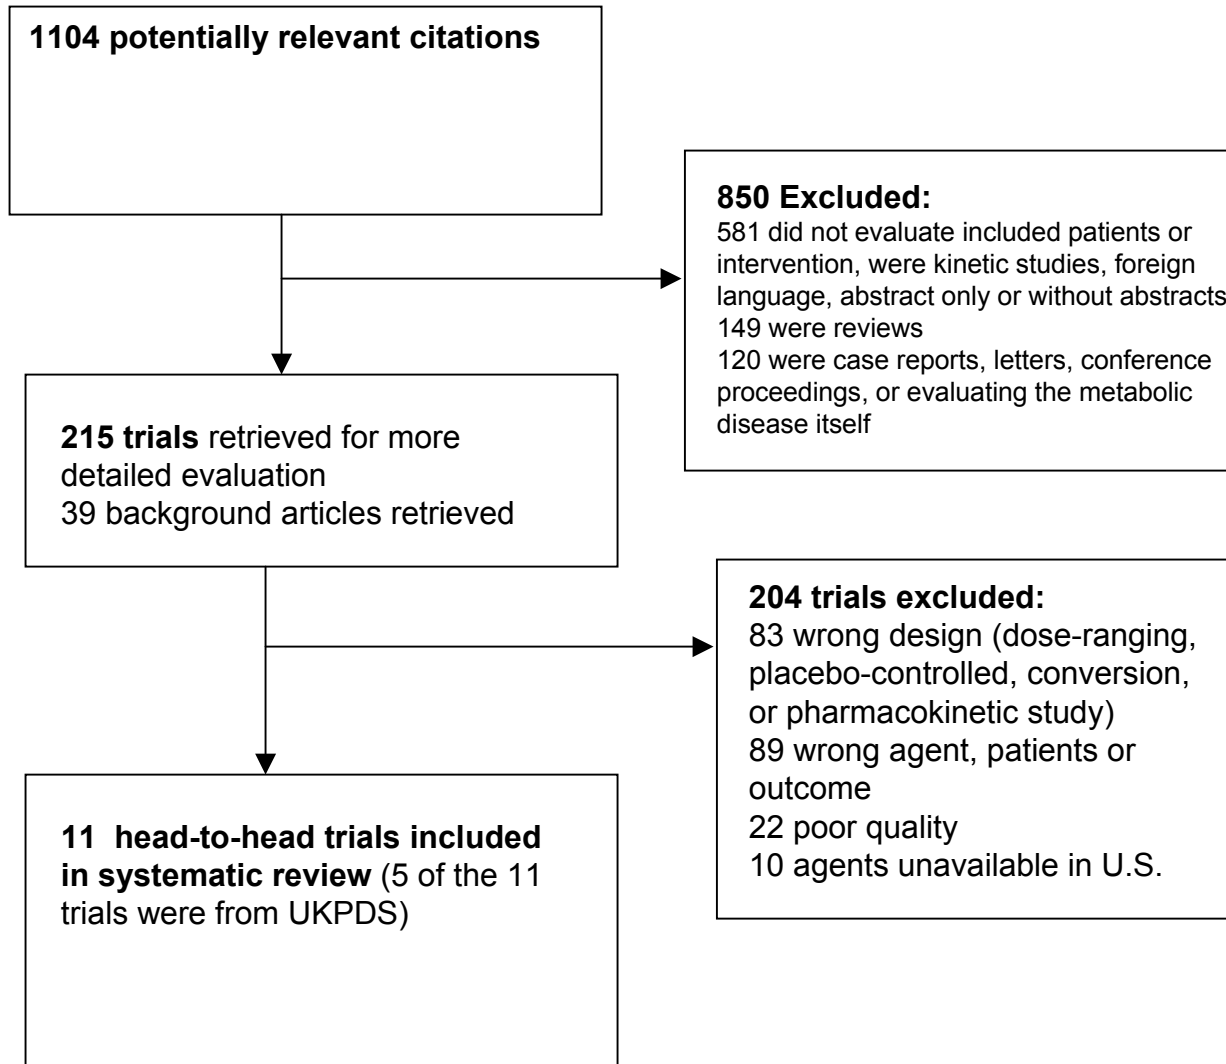 1104 potentially relevant citations
850 Excluded:
581 did not evaluate included patients or
intervention, were kinetic studies, foreign
language, abstract only or without abstracts
149 were reviews
120 were case reports, letters, conference
proceedings, or evaluating the metabolic
disease itself
215 trials retrieved for more
detailed evaluation
39 background articles retrieved
204 trials excluded:
83 wrong design (dose-ranging,
placebo-controlled, conversion,
or pharmacokinetic study)
89 wrong agent, patients or
outcome
22 poor quality
10 agents unavailable in U.S.
11 head-to-head trials included
in systematic review (5 of the 11
trials were from UKPDS)